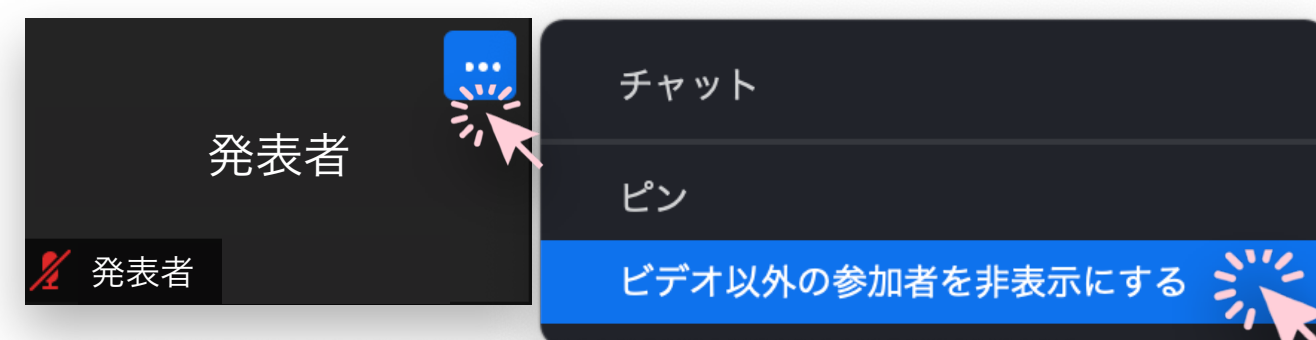 発表者
発表者
チャット
ピン
ビデオ以外の参加者を非表示にする